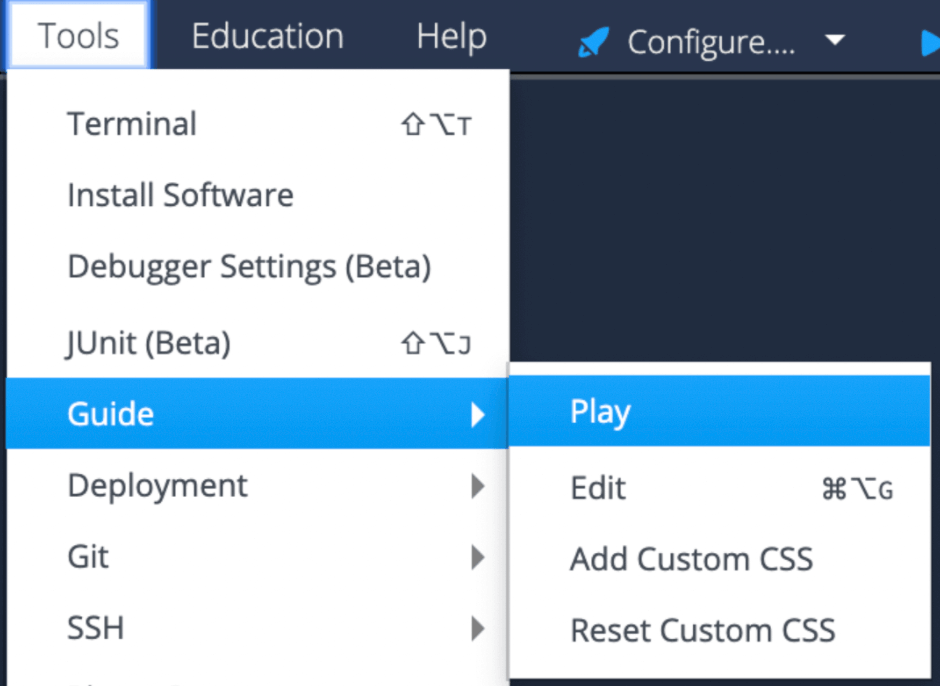 Tools Education Help Configure....
Terminal ⇧⌥T
Install Software
Debugger Settings (Beta)
JUnit (Beta) ⇧⌥J
Guide
Play
Edit ⌘⌥G
Add Custom CSS
Reset Custom CSS
Deployment
Git
SSH